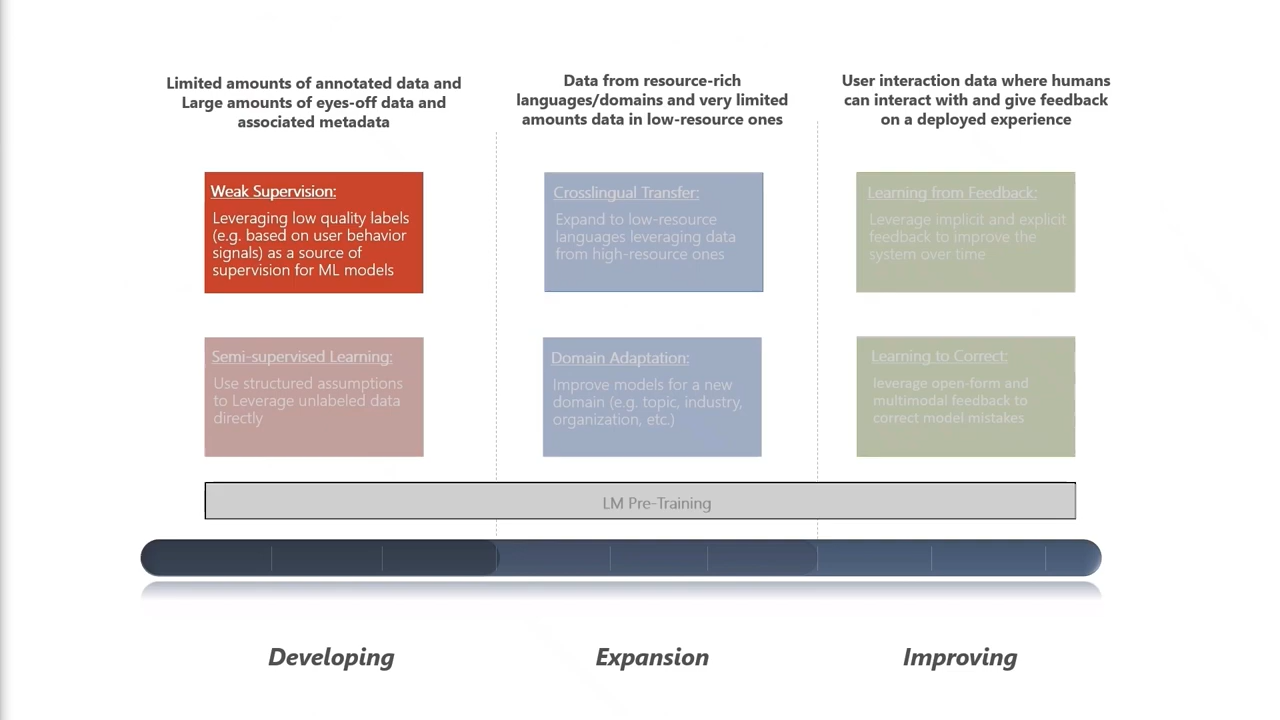 Limited amounts of annotated data and
Large amounts of eyes-off data and
associated metadata
Data from resource-rich
languages/domains and very limited
amounts data in low-resource ones
User interaction data where humans
can interact with and give feedback
on a deployed experience
Weak Supervision:
Leveraging low quality labels
(e.g. based on user behavior
signals) as a source of
supervision for ML models
Crosslingual Transfer:
Expand to low-resource
languages leveraging data
from high-resource ones
Learning from Feedback:
Leverage implicit and explicit
feedback to improve the
system over time
Semi-supervised Learning:
Use structured assumptions
to Leverage unlabeled data
directly
Domain Adaptation:
Improve models for a new
domain (e.g. topic, industry,
organization, etc.)
Learning to Correct:
leverage open-form and
multimodal feedback to
correct model mistakes
LM Pre-Training
Developing
Expansion
Improving